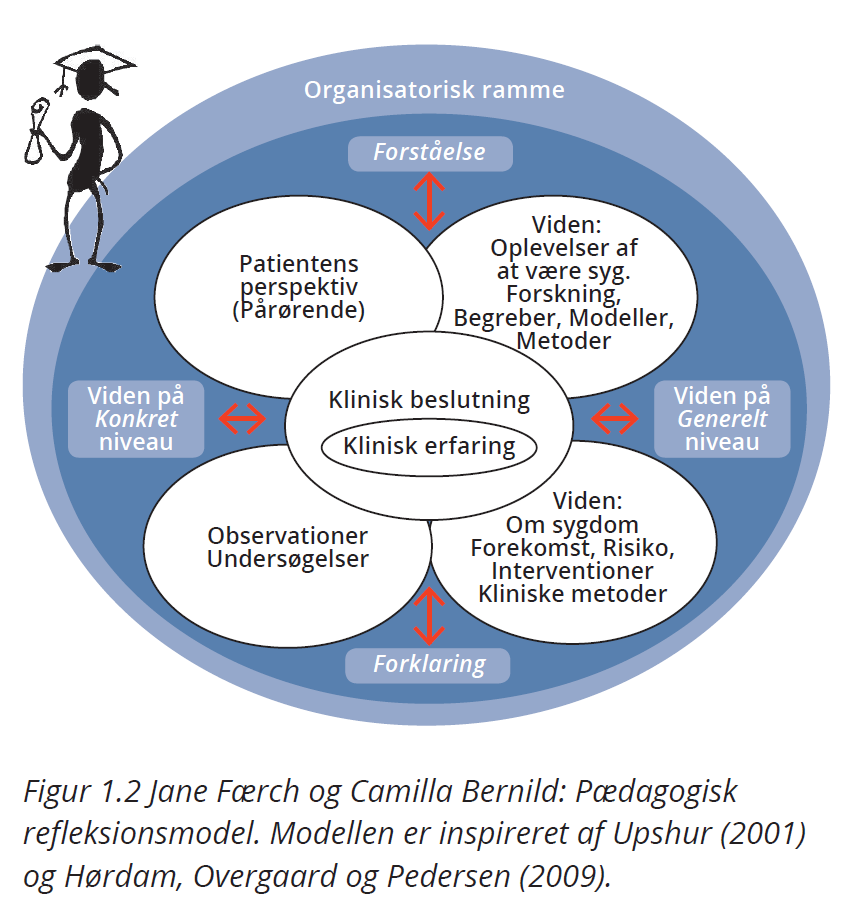 Organisatorisk ramme
Forståelse
Patientens
perspektiv
(Pårørende)
Viden:
Oplevelser af
at være syg.
Forskning,
Begreber, Modeller,
Metoder
Viden på
Konkret
niveau
Klinisk beslutning
Klinisk erfaring
Viden på
Generelt
niveau
Observationer
Undersøgelser
Viden:
Om sygdom
Forekomst, Risiko,
Interventioner
Kliniske metoder
Forklaring
Figur 1.2 Jane Færch og Camilla Bernild: Pædagogisk
refleksionsmodel. Modellen er inspireret af Upshur (2001)
og Hørdam, Overgaard og Pedersen (2009).